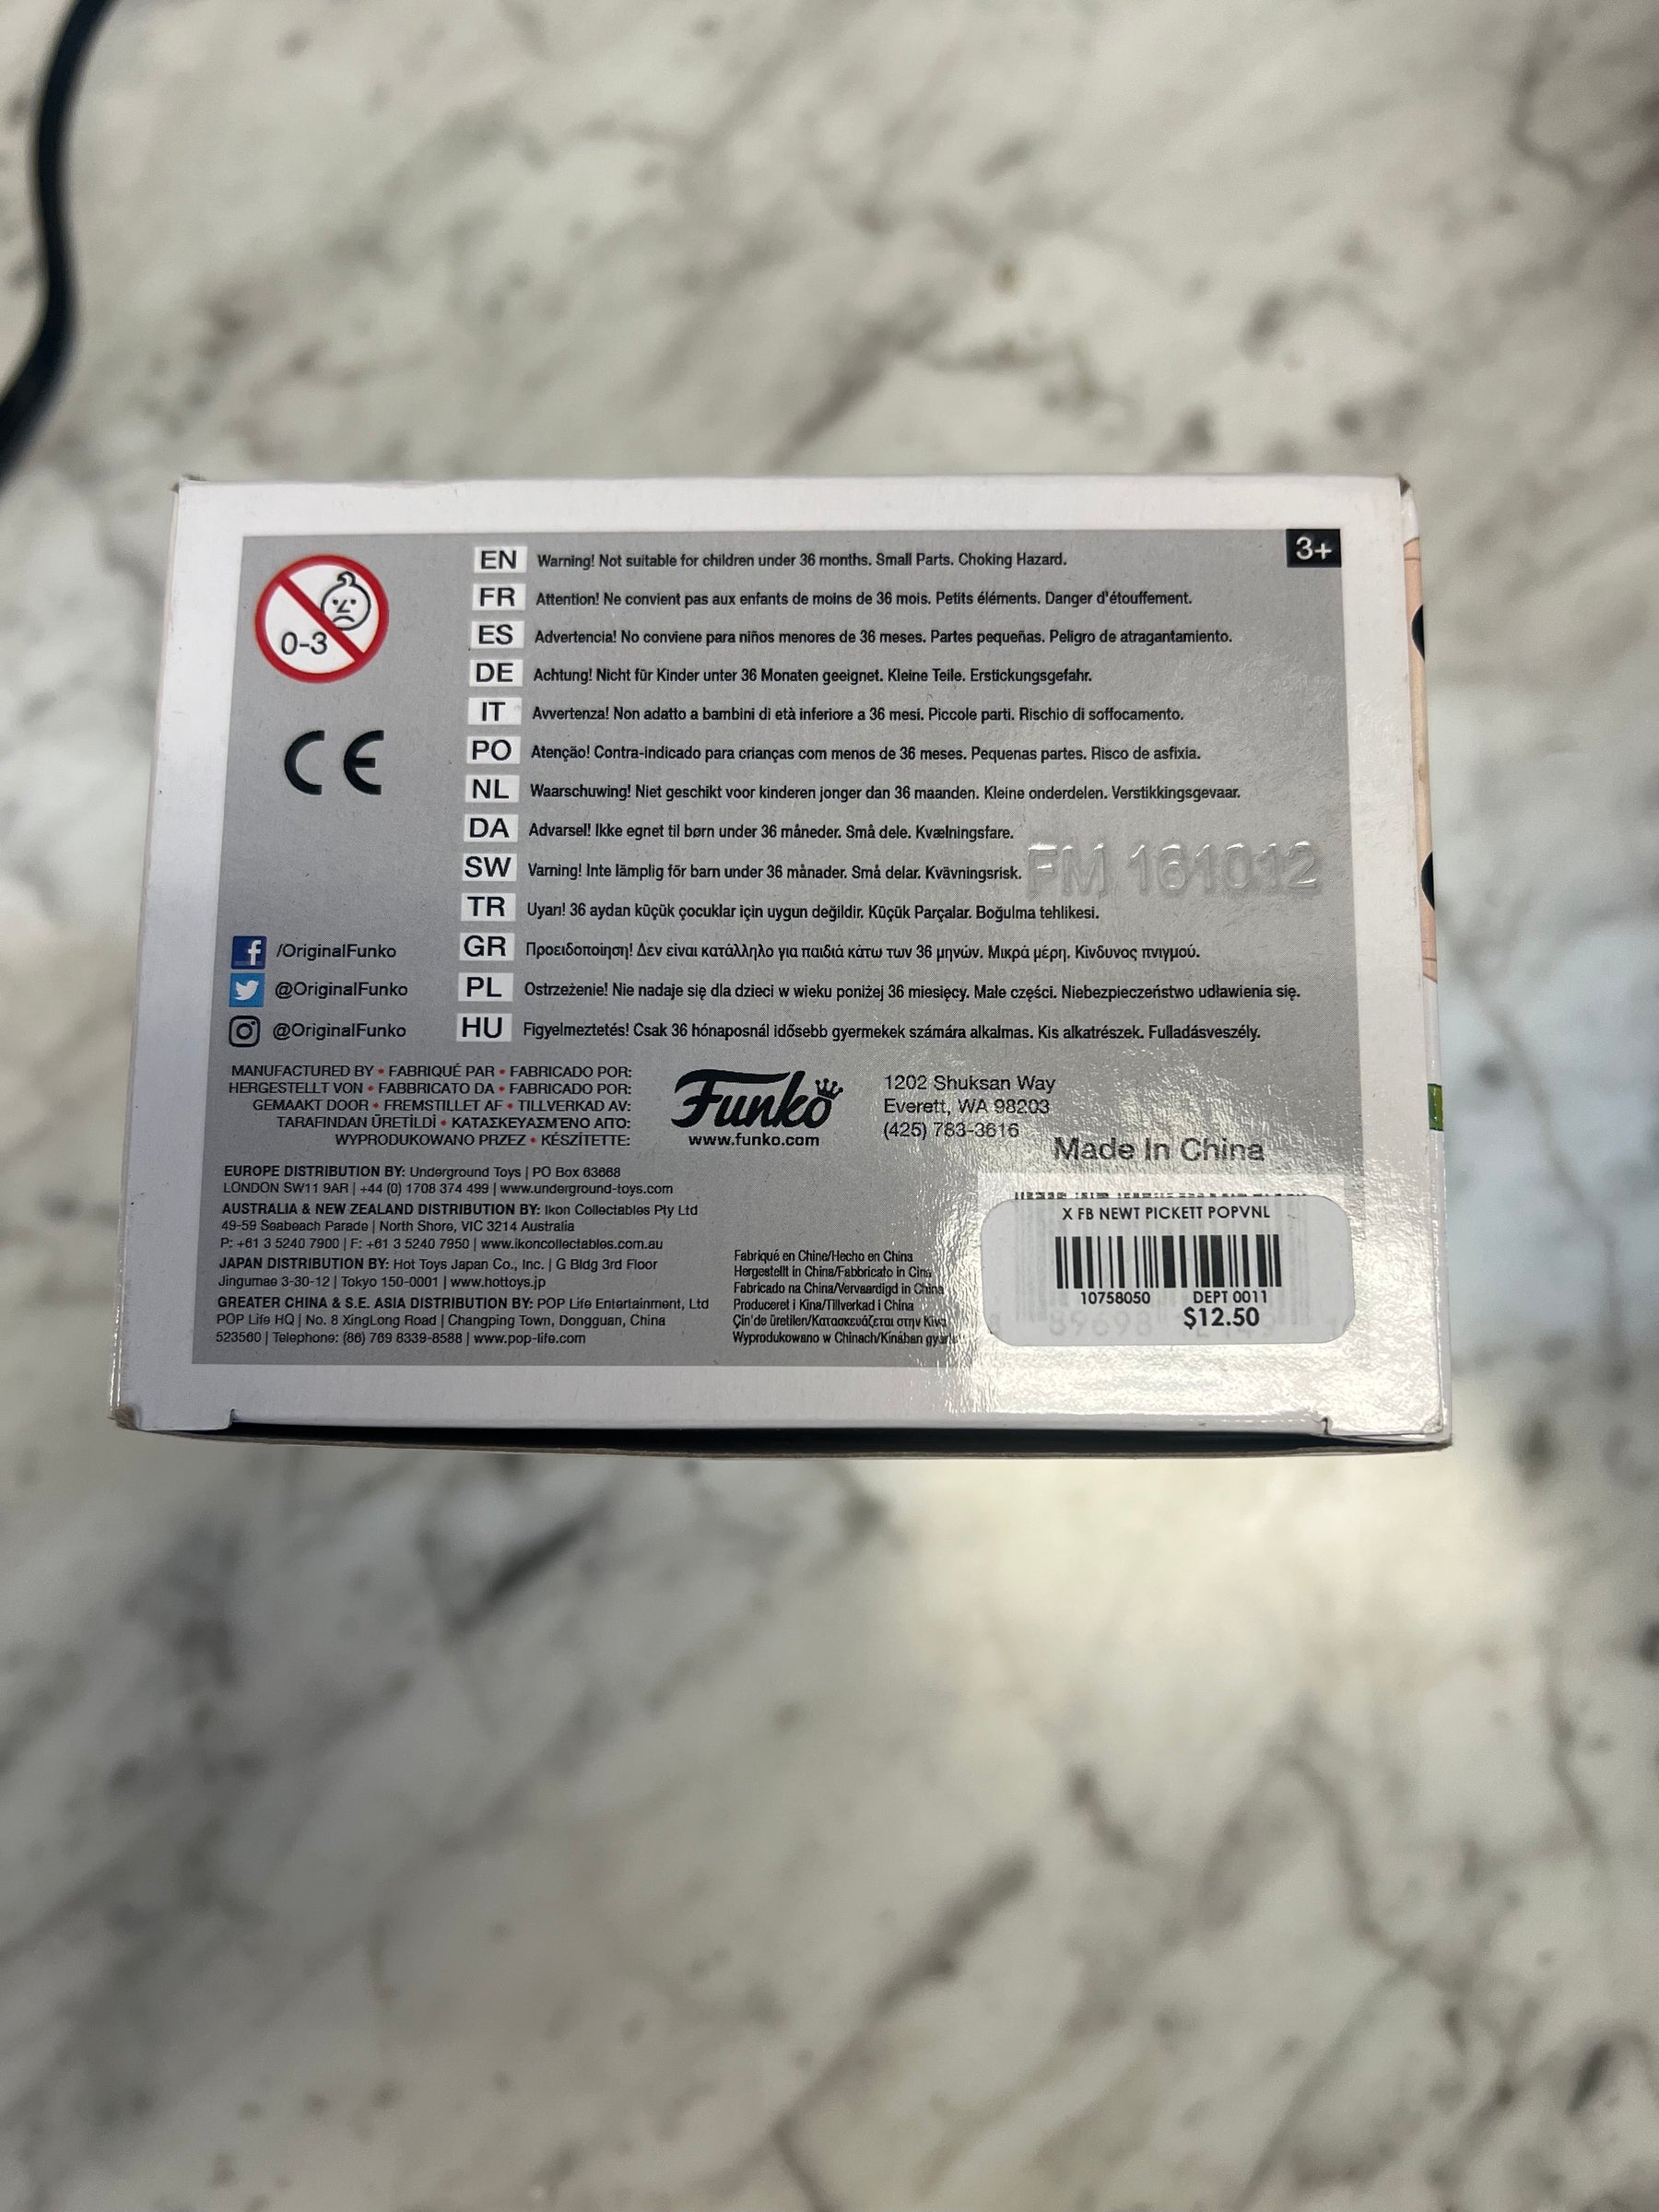 3+
0-3
EN Warning! Not suitable for children under 36 months. Small Parts. Choking Hazard.
FR Attention! Ne convient pas aux enfants de moins de 36 mois. Petits éléments. Danger d'étouffement.
ES Advertencia! No conviene para niños menores de 36 meses. Partes pequeñas. Peligro de atragantamiento.
DE Achtung! Nicht für Kinder unter 36 Monaten geeignet. Kleine Teile. Erstickungsgefahr.
IT Avvertenza! Non adatto a bambini di età inferiore a 36 mesi. Piccole parti. Rischio di soffocamento.
PO Atenção! Contra-indicado para crianças com menos de 36 meses. Pequenas partes. Risco de asfixia.
NL Waarschuwing! Niet geschikt voor kinderen jonger dan 36 maanden. Kleine onderdelen. Verstikkingsgevaar.
DA Advarsel! Ikke egnet til børn under 36 måneder. Små dele. Kvælningsfare.
SW Varning! Inte lämplig för barn under 36 månader. Små delar. Kvävningsrisk.
TR Uyarı! 36 aydan küçük çocuklar için uygun değildir. Küçük Parçalar. Boğulma tehlikesi.
GR Προειδοποίηση! Δεν είναι κατάλληλο για παιδιά κάτω των 36 μηνών. Μικρά μέρη. Κίνδυνος πνιγμού.
PL Ostrzeżenie! Nie nadaje się dla dzieci w wieku poniżej 36 miesięcy. Małe części. Niebezpieczeństwo udławienia się.
HU Figyelmeztetés! Csak 36 hónaposnál idősebb gyermekek számára alkalmas. Kis alkatrészek. Fulladásveszély.
CE
FM 161012
/OriginalFunko
@OriginalFunko
@OriginalFunko
MANUFACTURED BY • FABRIQUÉ PAR • FABRICADO POR:
HERGESTELLT VON • FABBRICATO DA • FABRICADO POR:
GEMAAKT DOOR • FREMSTILLET AF • TILLVERKAD AV:
TARAFINDAN ÜRETİLDİ • ΚΑΤΑΣΚΕΥΑΣΜΈΝΟ ΑΠΟ:
WYPRODUKOWANO PRZEZ • KÉSZÍTETTE:
Funko
www.funko.com
1202 Shuksan Way
Everett, WA 98203
(425) 783-3616
Made In China
EUROPE DISTRIBUTION BY: Underground Toys | PO Box 63668
LONDON SW11 9AR | +44 (0) 1708 374 499 | www.underground-toys.com
AUSTRALIA & NEW ZEALAND DISTRIBUTION BY: Ikon Collectables Pty Ltd
49-59 Seabeach Parade | North Shore, VIC 3214 Australia
P: +61 3 5240 7900 | F: +61 3 5240 7950 | www.ikoncollectables.com.au
JAPAN DISTRIBUTION BY: Hot Toys Japan Co., Inc. | G Bldg 3rd Floor
Jingumae 3-30-12 | Tokyo 150-0001 | www.hottoys.jp
GREATER CHINA & S.E. ASIA DISTRIBUTION BY: POP Life Entertainment, Ltd
POP Life HQ | No. 8 XingLong Road | Changping Town, Dongguan, China
523560 | Telephone: (86) 769 8339-8588 | www.pop-life.com
Fabriqué en Chine/Hecho en China
Hergestellt in China/Fabbricato in Cina
Fabricado na China/Vervaardigd in China
Produceret i Kina/Tillverkad i China
Çin'de üretilen/Κατασκευάζεται στην
Wyprodukowano w Chinach/Kínában
X FB NEWT PICKETT POPVNL
10758050 DEPT 0011
$12.50